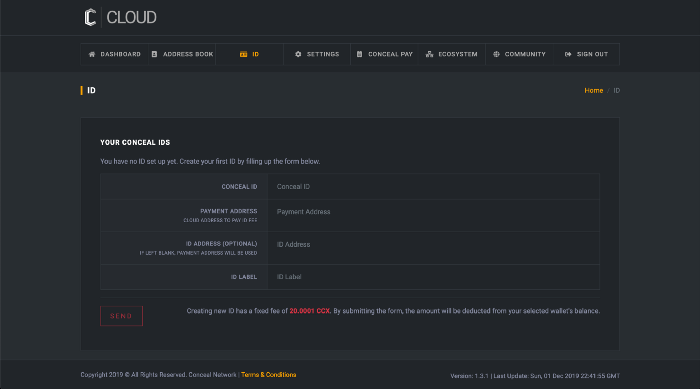 CLOUD
DASHBOARD
ADDRESS BOOK
ID
SETTINGS
CONCEAL PAY
ECOSYSTEM
COMMUNITY
SIGN OUT
ID
Home / ID
YOUR CONCEAL IDS
You have no ID set up yet. Create your first ID by filling up the form below.
CONCEAL ID
Conceal ID
PAYMENT ADDRESS
CLOUD ADDRESS TO PAY ID FEE
Payment Address
ID ADDRESS (OPTIONAL)
IF LEFT BLANK, PAYMENT ADDRESS WILL BE USED
ID Address
ID LABEL
ID Label
SEND
Creating new ID has a fixed fee of 20.0001 CCX. By submitting the form, the amount will be deducted from your selected wallet's balance.
Copyright 2019 © All Rights Reserved. Conceal Network | Terms & Conditions
Version: 1.3.1 | Last Update: Sun, 01 Dec 2019 22:41:55 GMT